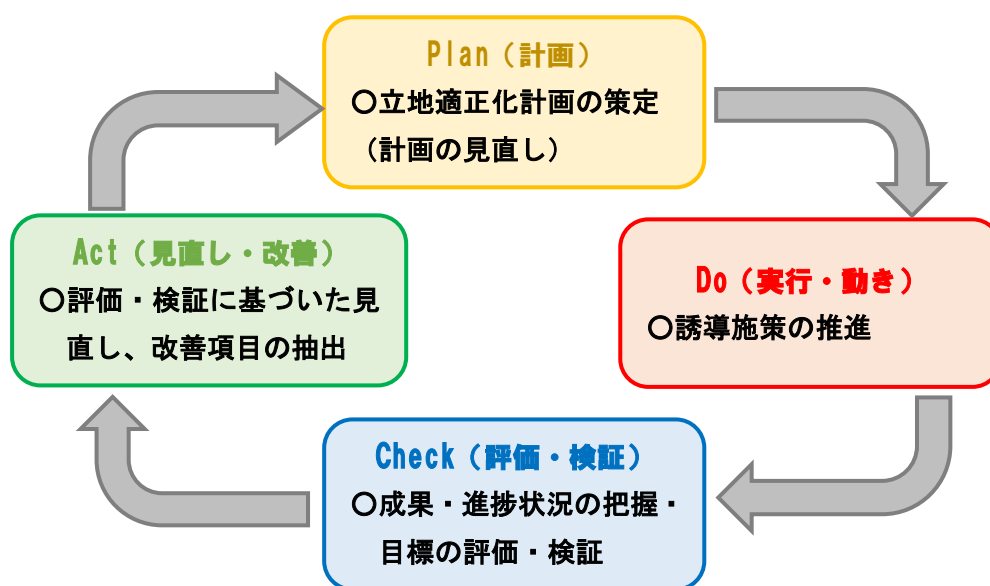 Plan（計画）
○立地適正化計画の策定
（計画の見直し）
Act（見直し・改善）
○評価・検証に基づいた見
直し、改善項目の抽出
Do（実行・動き）
○誘導施策の推進
Check（評価・検証）
○成果・進捗状況の把握・
目標の評価・検証